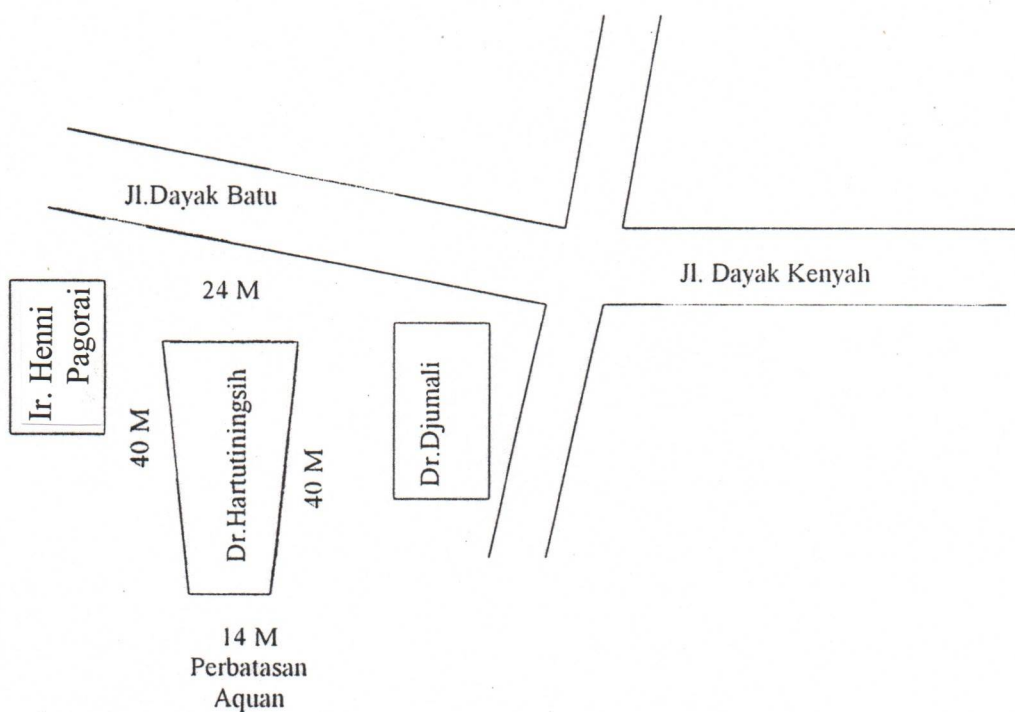 Jl.Dayak Batu
Jl. Dayak Kenyah
24 M
Ir. Henni
Pagorai
40 M
Dr.Hartutiningsih
40 M
Dr.Djumali
14 M
Perbatasan
Aquan